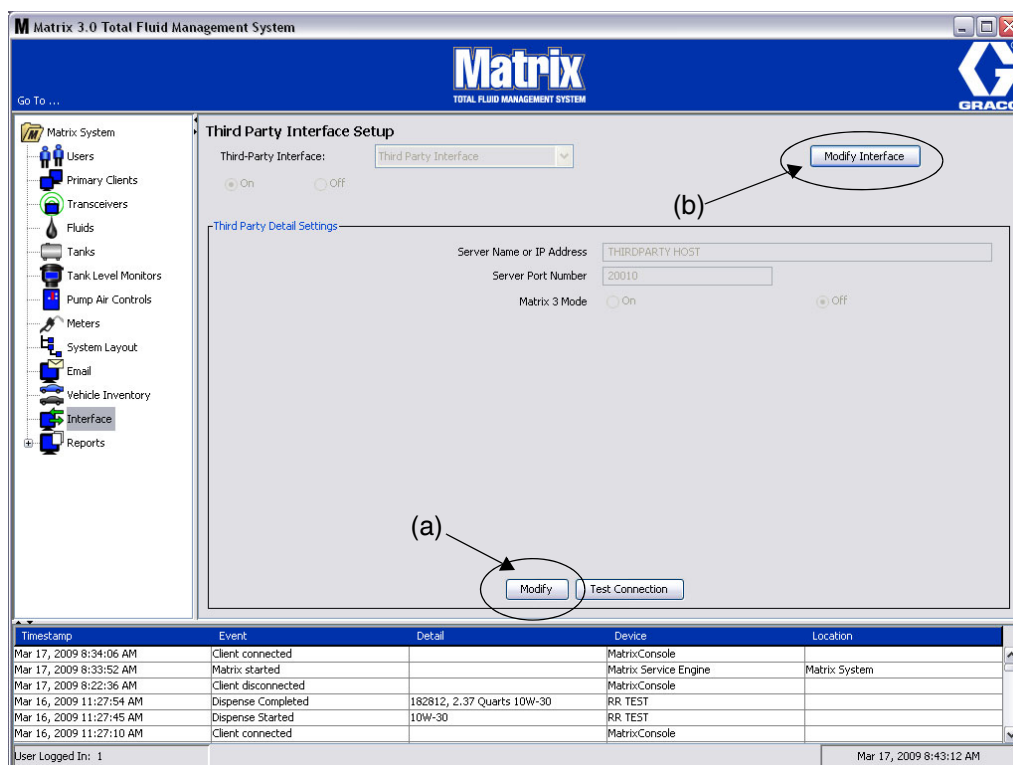 M Matrix 3.0 Total Fluid Management System
Matrix
TOTAL FLUID MANAGEMENT SYSTEM
Go To ...
GRACO
Matrix System
Users
Primary Clients
Transceivers
Fluids
Tanks
Tank Level Monitors
Pump Air Controls
Meters
System Layout
Email
Vehicle Inventory
Interface
Reports
Third Party Interface Setup
Third-Party Interface: Third Party Interface Modify Interface
On Off
(b)
Third Party Detail Settings
Server Name or IP Address THIRDPARTY HOST
Server Port Number 20010
Matrix 3 Mode On Off
(a)
Modify Test Connection
Timestamp Event Detail Device Location
Mar 17, 2009 8:34:06 AM Client connected MatrixConsole
Mar 17, 2009 8:33:52 AM Matrix started Matrix Service Engine Matrix System
Mar 17, 2009 8:22:36 AM Client disconnected MatrixConsole
Mar 16, 2009 11:27:54 AM Dispense Completed 182812, 2.37 Quarts 10W-30 RR TEST
Mar 16, 2009 11:27:45 AM Dispense Started 10W-30 RR TEST
Mar 16, 2009 11:27:10 AM Client connected MatrixConsole
User Logged In: 1 Mar 17, 2009 8:43:12 AM